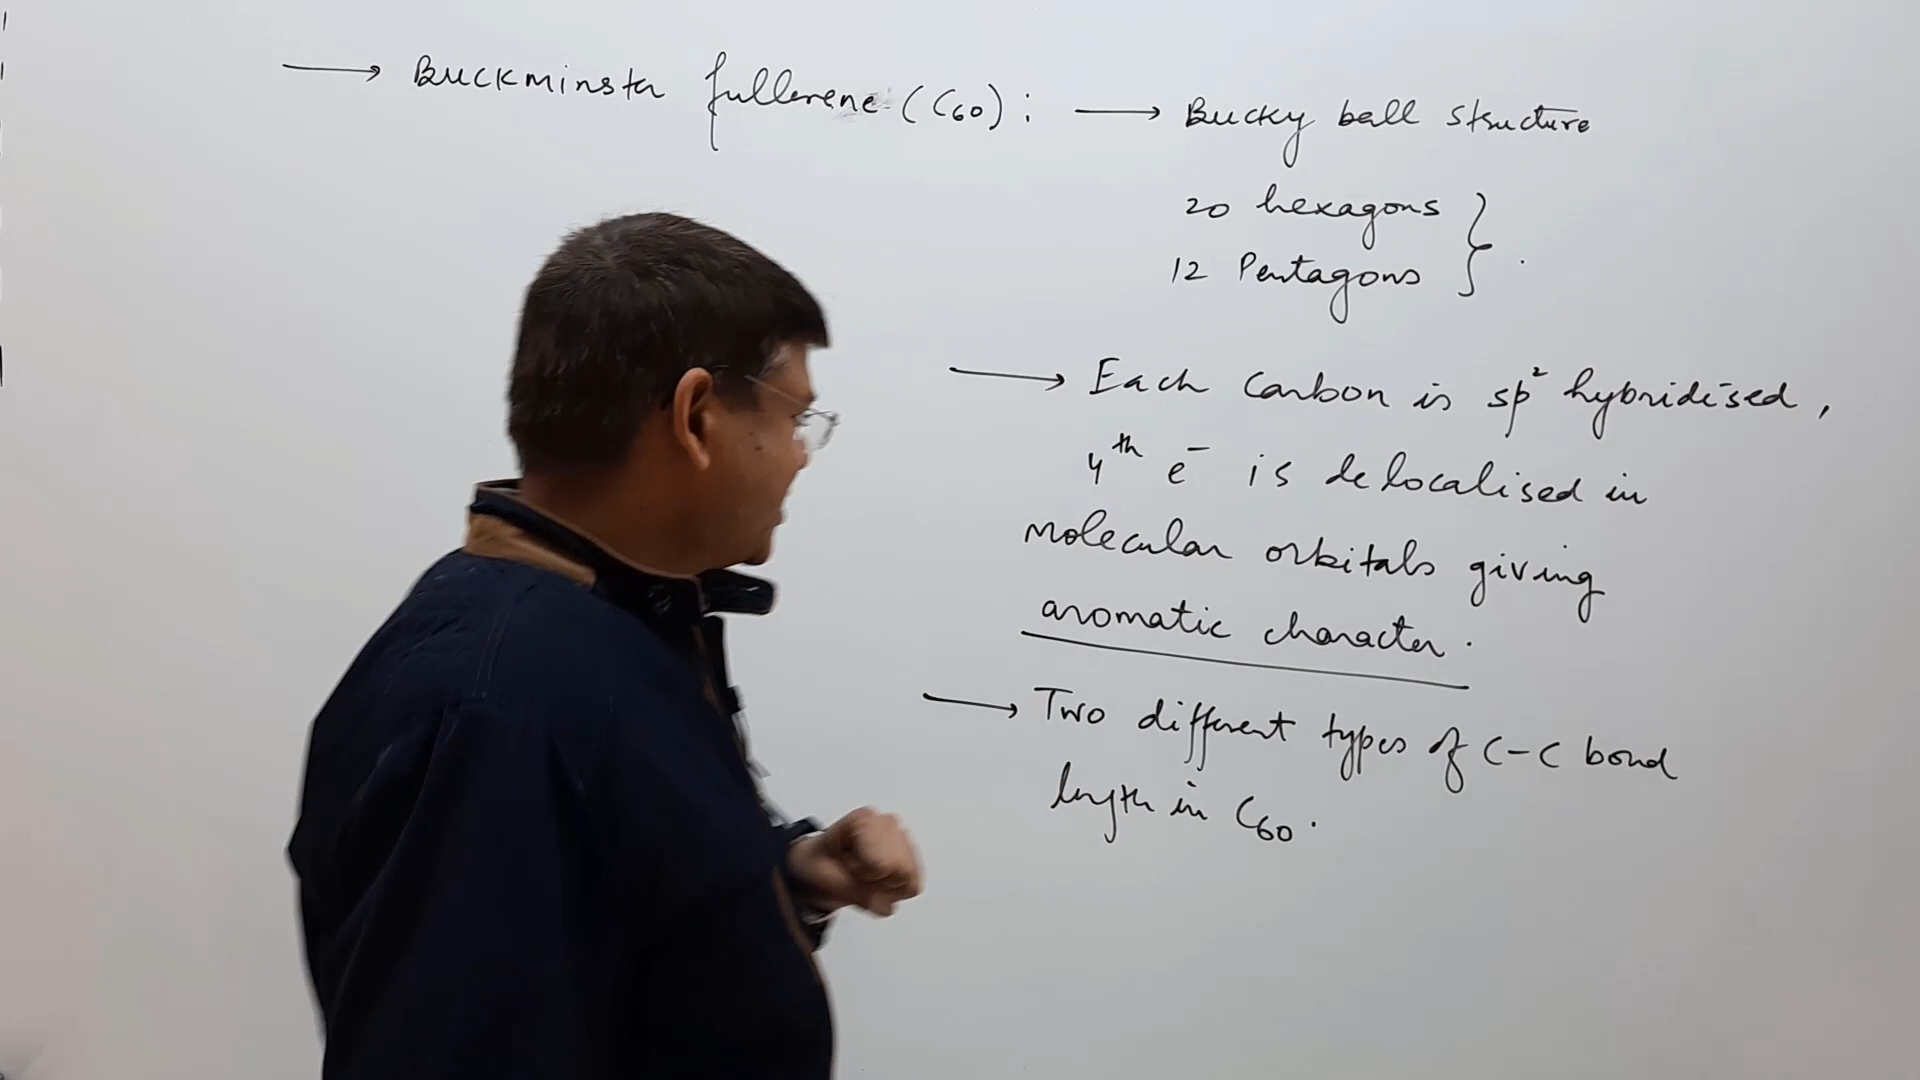 → Buckminster fullerene (C60) : → Bucky ball structure
20 hexagons }
12 Pentagons
→ Each carbon is sp² hybridised,
4th e⁻ is delocalised in
molecular orbitals giving
aromatic character.
→ Two different types of C-C bond
length in C60.